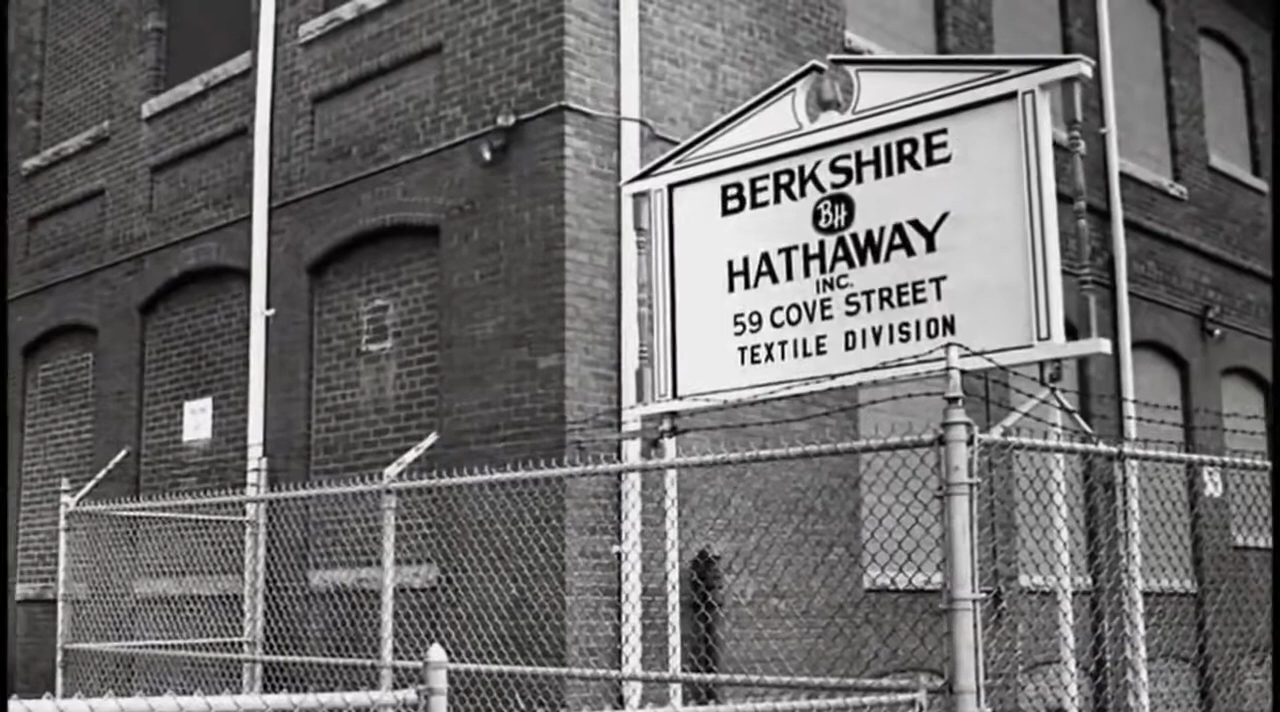 BERKSHIRE
BH
HATHAWAY
INC.
59 COVE STREET
TEXTILE DIVISION